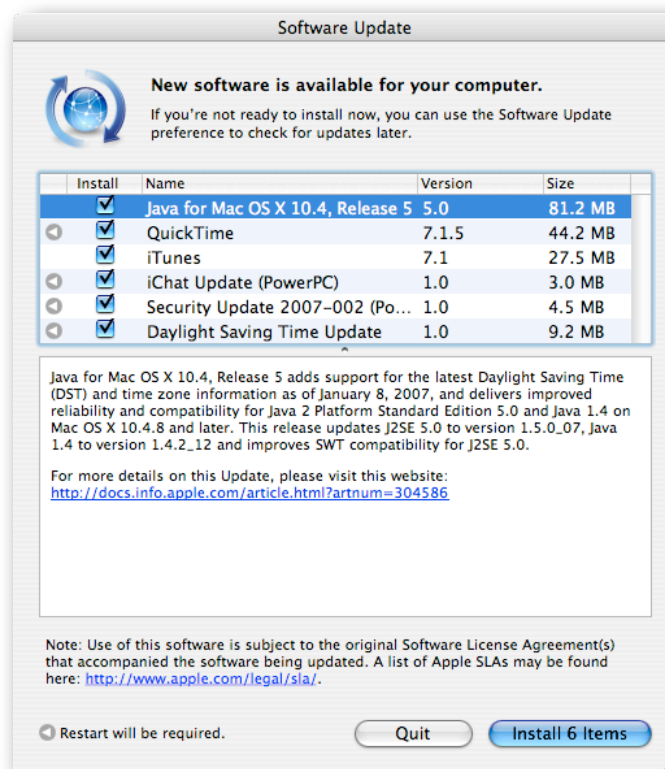 Software Update
New software is available for your computer.
If you're not ready to install now, you can use the Software Update
preference to check for updates later.
Install Name Version Size
Java for Mac OS X 10.4, Release 5 5.0 81.2 MB
QuickTime 7.1.5 44.2 MB
iTunes 7.1 27.5 MB
iChat Update (PowerPC) 1.0 3.0 MB
Security Update 2007-002 (Po... 1.0 4.5 MB
Daylight Saving Time Update 1.0 9.2 MB
Java for Mac OS X 10.4, Release 5 adds support for the latest Daylight Saving Time
(DST) and time zone information as of January 8, 2007, and delivers improved
reliability and compatibility for Java 2 Platform Standard Edition 5.0 and Java 1.4 on
Mac OS X 10.4.8 and later. This release updates J2SE 5.0 to version 1.5.0_07, Java
1.4 to version 1.4.2_12 and improves SWT compatibility for J2SE 5.0.
For more details on this Update, please visit this website:
http://docs.info.apple.com/article.html?artnum=304586
Note: Use of this software is subject to the original Software License Agreement(s)
that accompanied the software being updated. A list of Apple SLAs may be found
here: http://www.apple.com/legal/sla/.
Restart will be required. Quit Install 6 Items